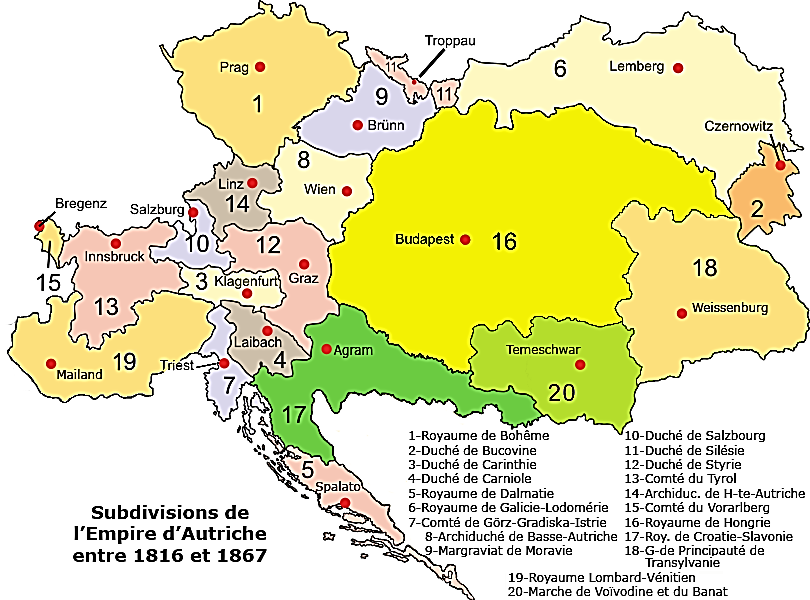 Troppau
11
6
Lemberg
Prag
1
9
11
Brünn
Czernowitz
8
Linz
Wien
14
2
Bregenz
Salzburg
10
12
Budapest
16
Innsbruck
15
3
Klagenfurt
Graz
18
13
Weissenburg
Laibach
Agram
Temeschwar
Mailand
19
Triest
7
4
20
17
5
Spalato
Subdivisions de
l'Empire d'Autriche
entre 1816 et 1867
1-Royaume de Bohême
2-Duché de Bucovine
3-Duché de Carinthie
4-Duché de Carniole
5-Royaume de Dalmatie
6-Royaume de Galicie-Lodomérie
7-Comté de Görz-Gradiska-Istrie
8-Archiduché de Basse-Autriche
9-Margraviat de Moravie
10-Duché de Salzbourg
11-Duché de Silésie
12-Duché de Styrie
13-Comté du Tyrol
14-Archiduc. de H-te-Autriche
15-Comté du Vorarlberg
16-Royaume de Hongrie
17-Roy. de Croatie-Slavonie
18-G-de Principauté de
Transylvanie
19-Royaume Lombard-Vénitien
20-Marche de Voïvodine et du Banat